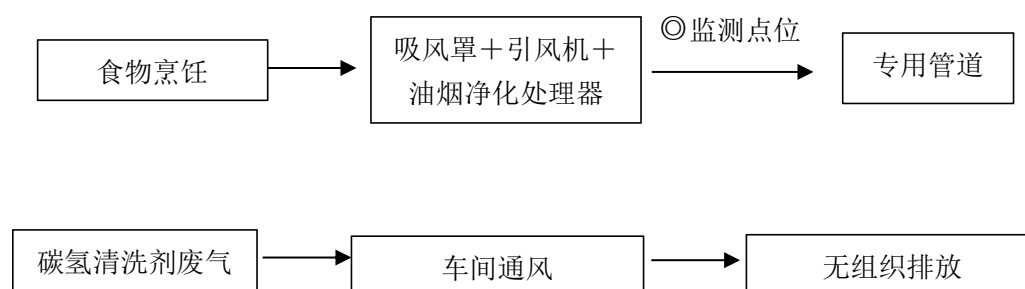 ◎监测点位
食物烹饪
吸风罩＋引风机＋
油烟净化处理器
专用管道
碳氢清洗剂废气
车间通风
无组织排放